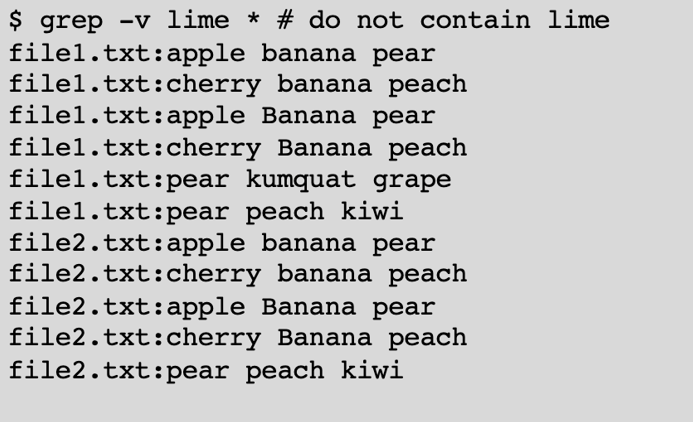 $ grep -v lime * # do not contain lime
file1.txt:apple banana pear
file1.txt:cherry banana peach
file1.txt:apple Banana pear
file1.txt:cherry Banana peach
file1.txt:pear kumquat grape
file1.txt:pear peach kiwi
file2.txt:apple banana pear
file2.txt:cherry banana peach
file2.txt:apple Banana pear
file2.txt:cherry Banana peach
file2.txt:pear peach kiwi